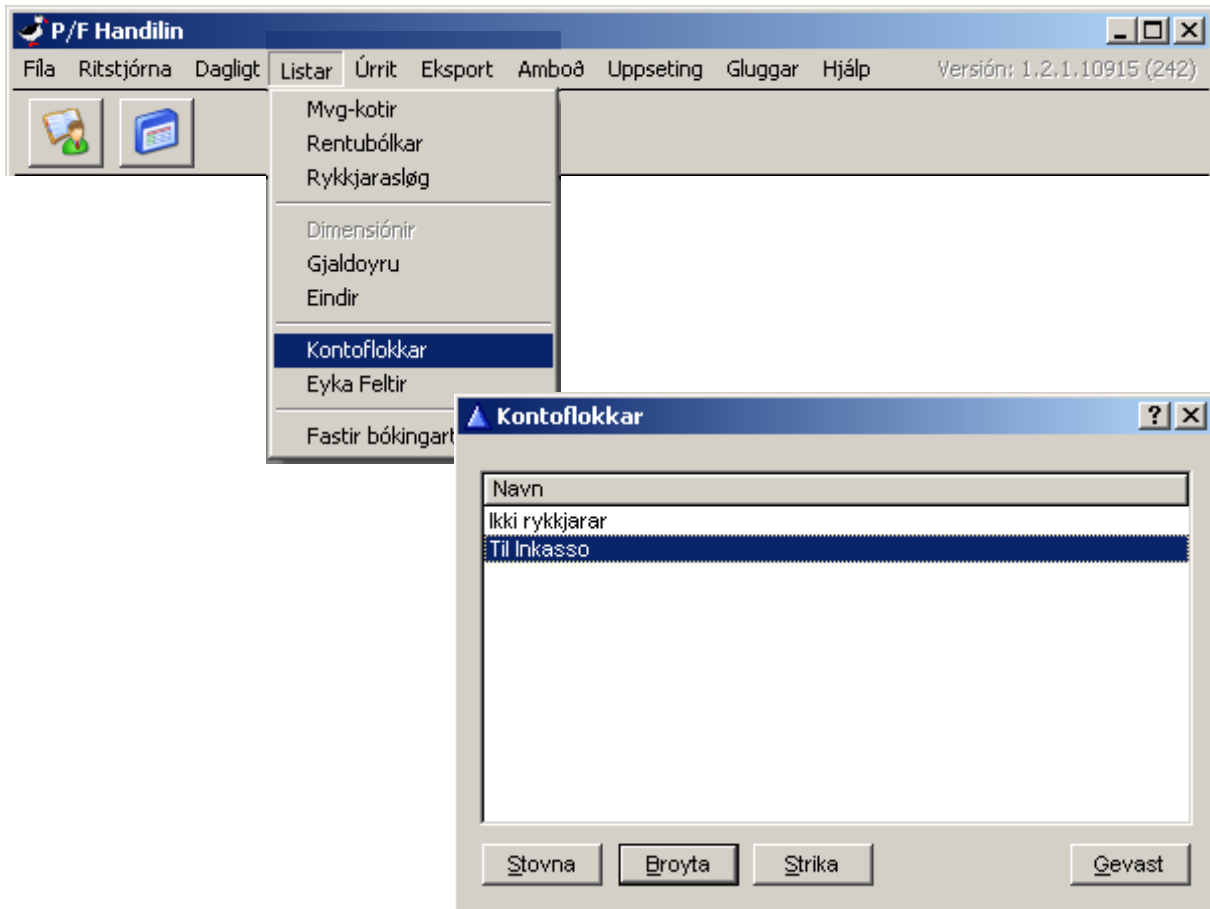 P/F Handilin
Fíla Ritstjórna Dagligt Listar Úrrit Eksport Amboð Uppseting Gluggar Hjálp Versión: 1.2.1.10915 (242)
Mvg-kotir
Rentubólkar
Rykkjarasløg
Dimensiónir
Gjaldoyru
Eindir
Kontoflokkar
Eyka Feltir
Fastir bókingart
Kontoflokkar
Navn
Ikki rykkjarar
Til Inkasso
Stovna Broyta Strika Gevast